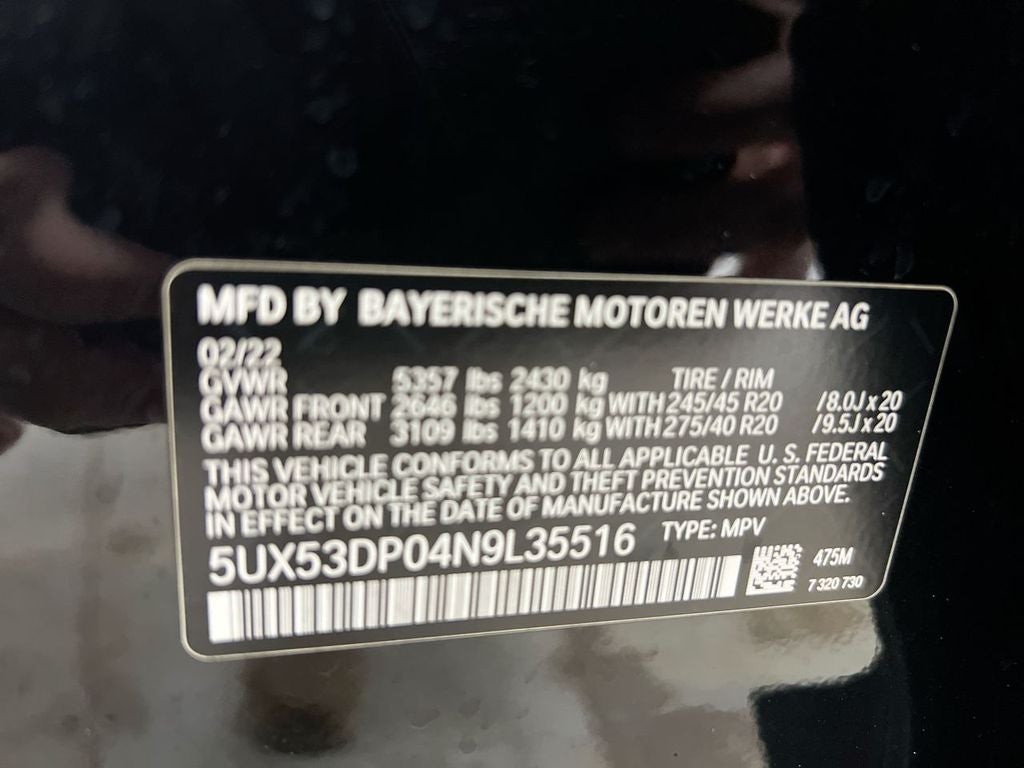 MFD BY BAYERISCHE MOTOREN WERKE AG
02/22
GVWR 5357 lbs 2430 kg TIRE / RIM
GAWR FRONT 2646 lbs 1200 kg WITH 245/45 R20 /8.0J x 20
GAWR REAR 3109 lbs 1410 kg WITH 275/40 R20 /9.5J x 20
THIS VEHICLE CONFORMS TO ALL APPLICABLE U. S. FEDERAL
MOTOR VEHICLE SAFETY AND THEFT PREVENTION STANDARDS
IN EFFECT ON THE DATE OF MANUFACTURE SHOWN ABOVE.
5UX53DP04N9L35516 TYPE: MPV
475M
7 320 730